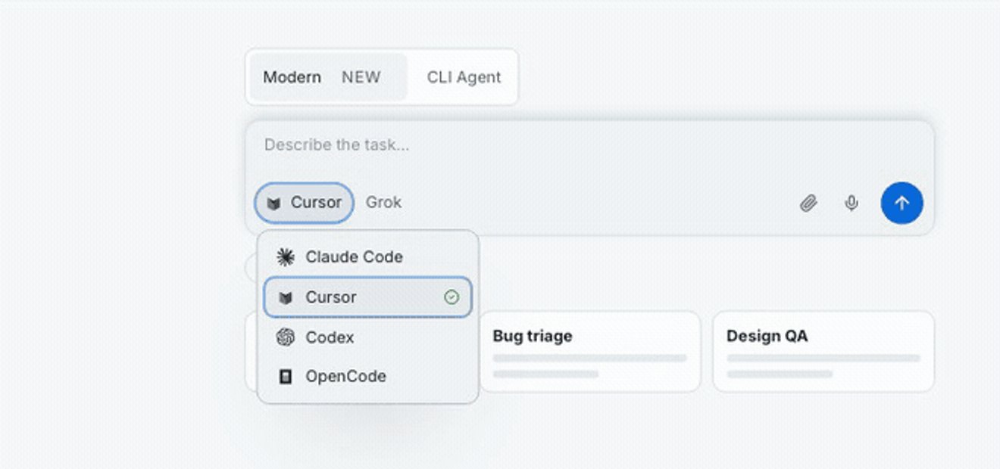 Modern NEW CLI Agent
Describe the task...
Cursor Grok
Claude Code
Cursor
Codex
OpenCode
Bug triage
Design QA